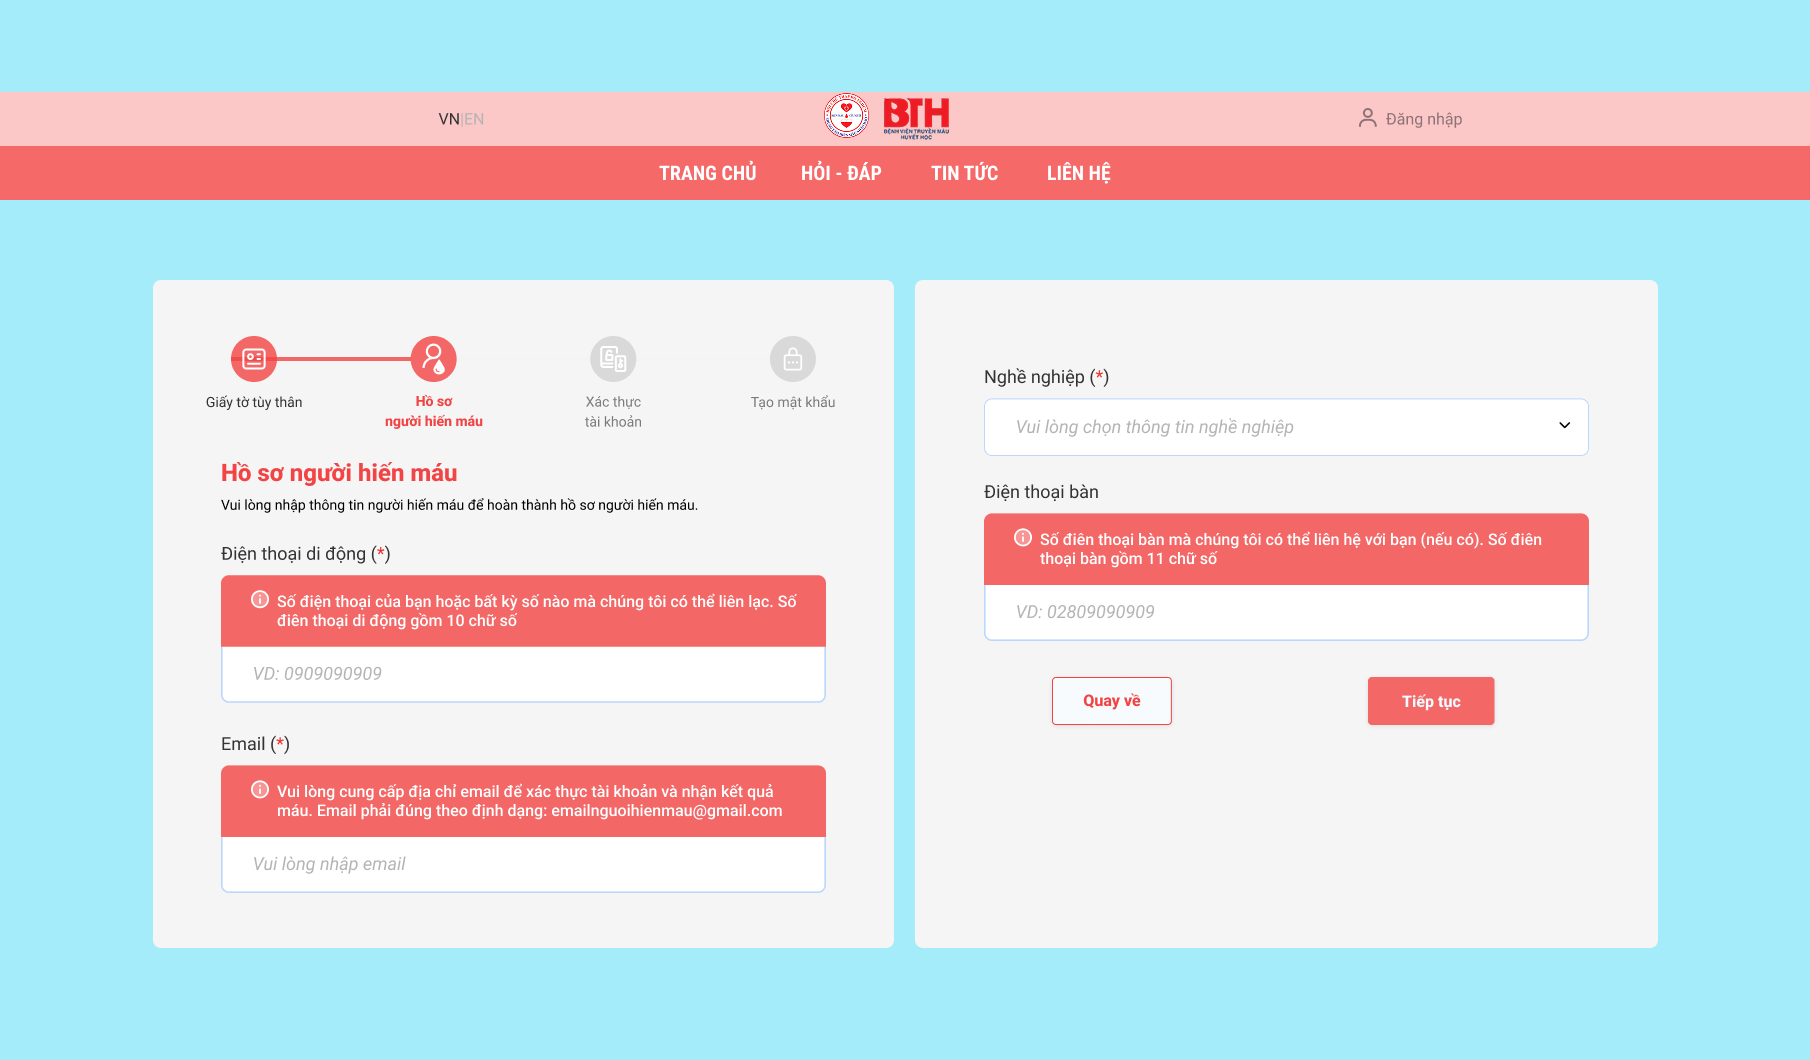 VN|EN
BTH
BỆNH VIỆN TRUYỀN MÁU
HUYẾT HỌC
Đăng nhập
TRANG CHỦ
HỎI - ĐÁP
TIN TỨC
LIÊN HỆ
Giấy tờ tùy thân
Hồ sơ
người hiến máu
Xác thực
tài khoản
Tạo mật khẩu
Hồ sơ người hiến máu
Vui lòng nhập thông tin người hiến máu để hoàn thành hồ sơ người hiến máu.
Điện thoại di động (*)
Số điện thoại của bạn hoặc bất kỳ số nào mà chúng tôi có thể liên lạc. Số
điên thoại di động gồm 10 chữ số
VD: 0909090909
Email (*)
Vui lòng cung cấp địa chỉ email để xác thực tài khoản và nhận kết quả
máu. Email phải đúng theo định dạng: emailnguoihienmau@gmail.com
Vui lòng nhập email
Nghề nghiệp (*)
Vui lòng chọn thông tin nghề nghiệp
Điện thoại bàn
Số điên thoại bàn mà chúng tôi có thể liên hệ với bạn (nếu có). Số điên
thoại bàn gồm 11 chữ số
VD: 02809090909
Quay về
Tiếp tục